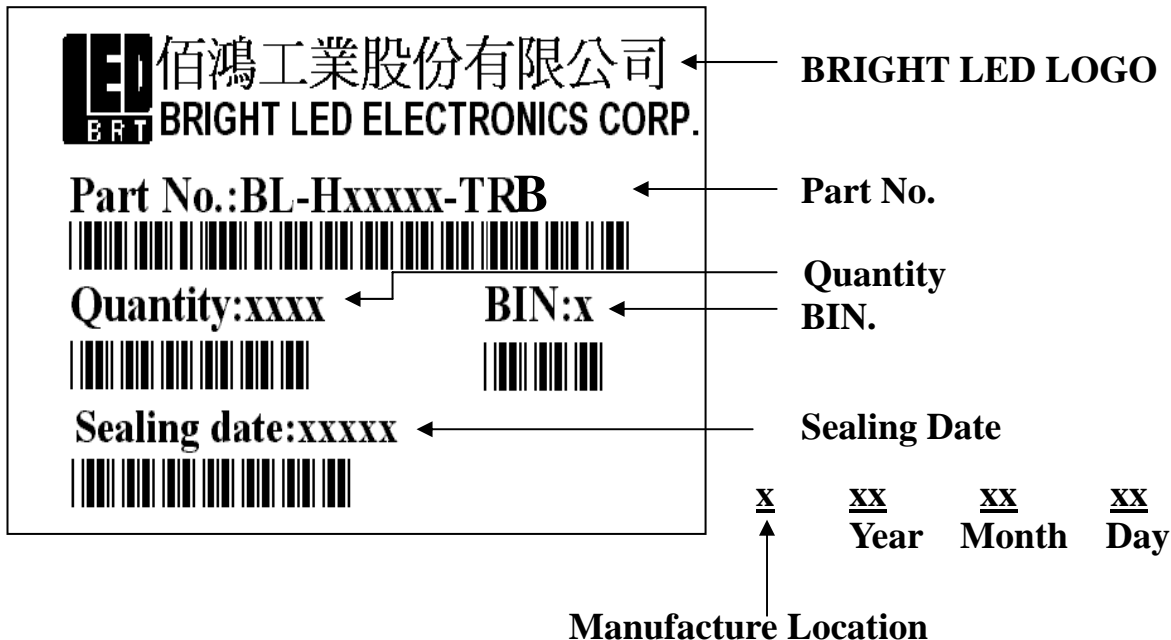 LED 佰鴻工業股份有限公司
BRT BRIGHT LED ELECTRONICS CORP.
BRIGHT LED LOGO
Part No.:BL-Hxxxxx-TRB
Part No.
Quantity:xxxx
BIN:x
Quantity
BIN.
Sealing date:xxxxx
Sealing Date
x xx xx xx
Year Month Day
Manufacture Location